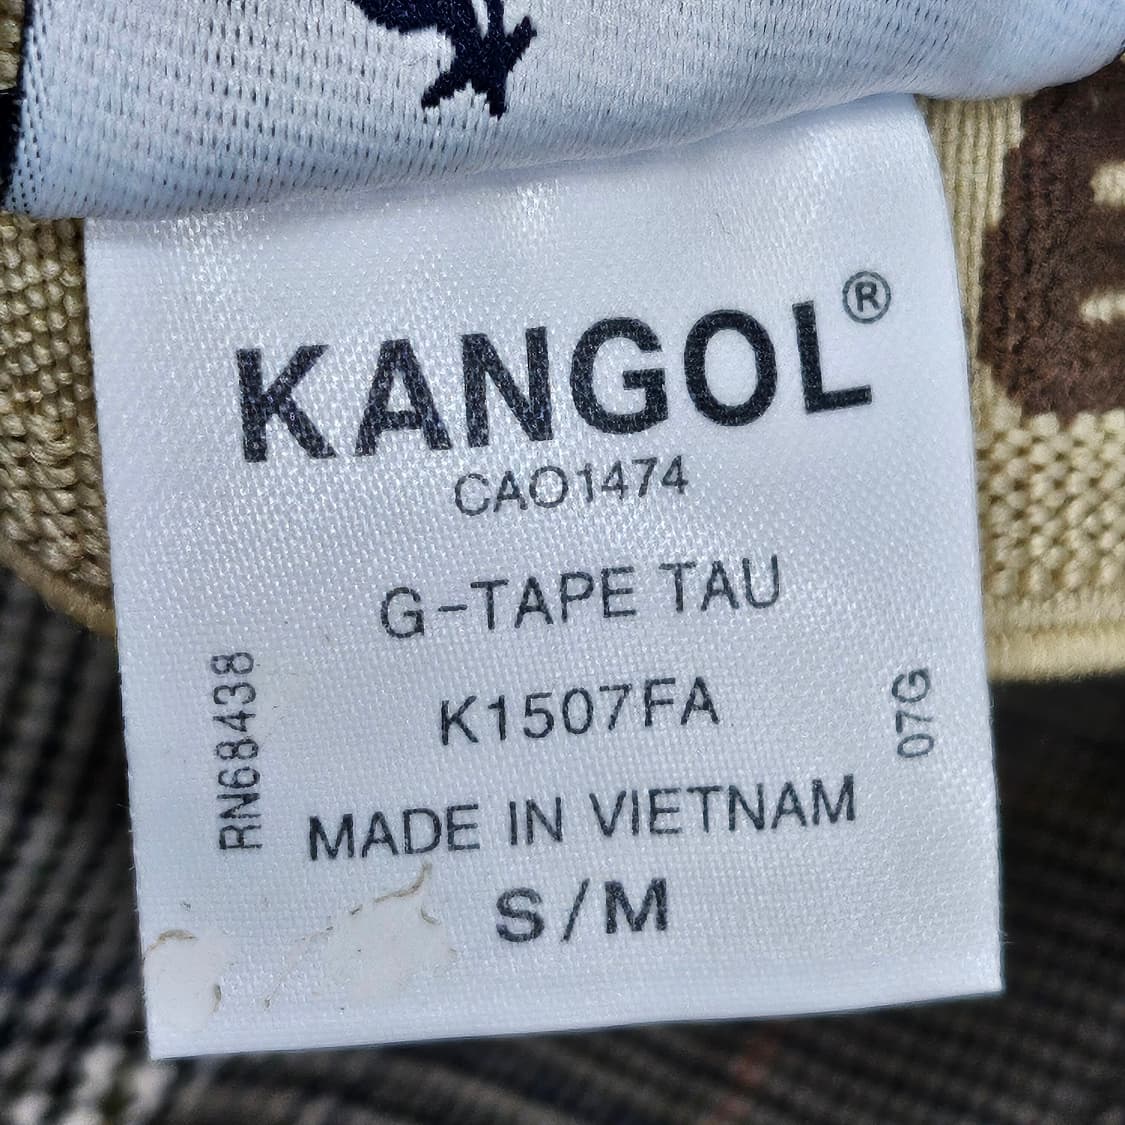 KANGOL®
CAO1474
G-TAPE TAU
K1507FA
RN68438
07G
MADE IN VIETNAM
S/M